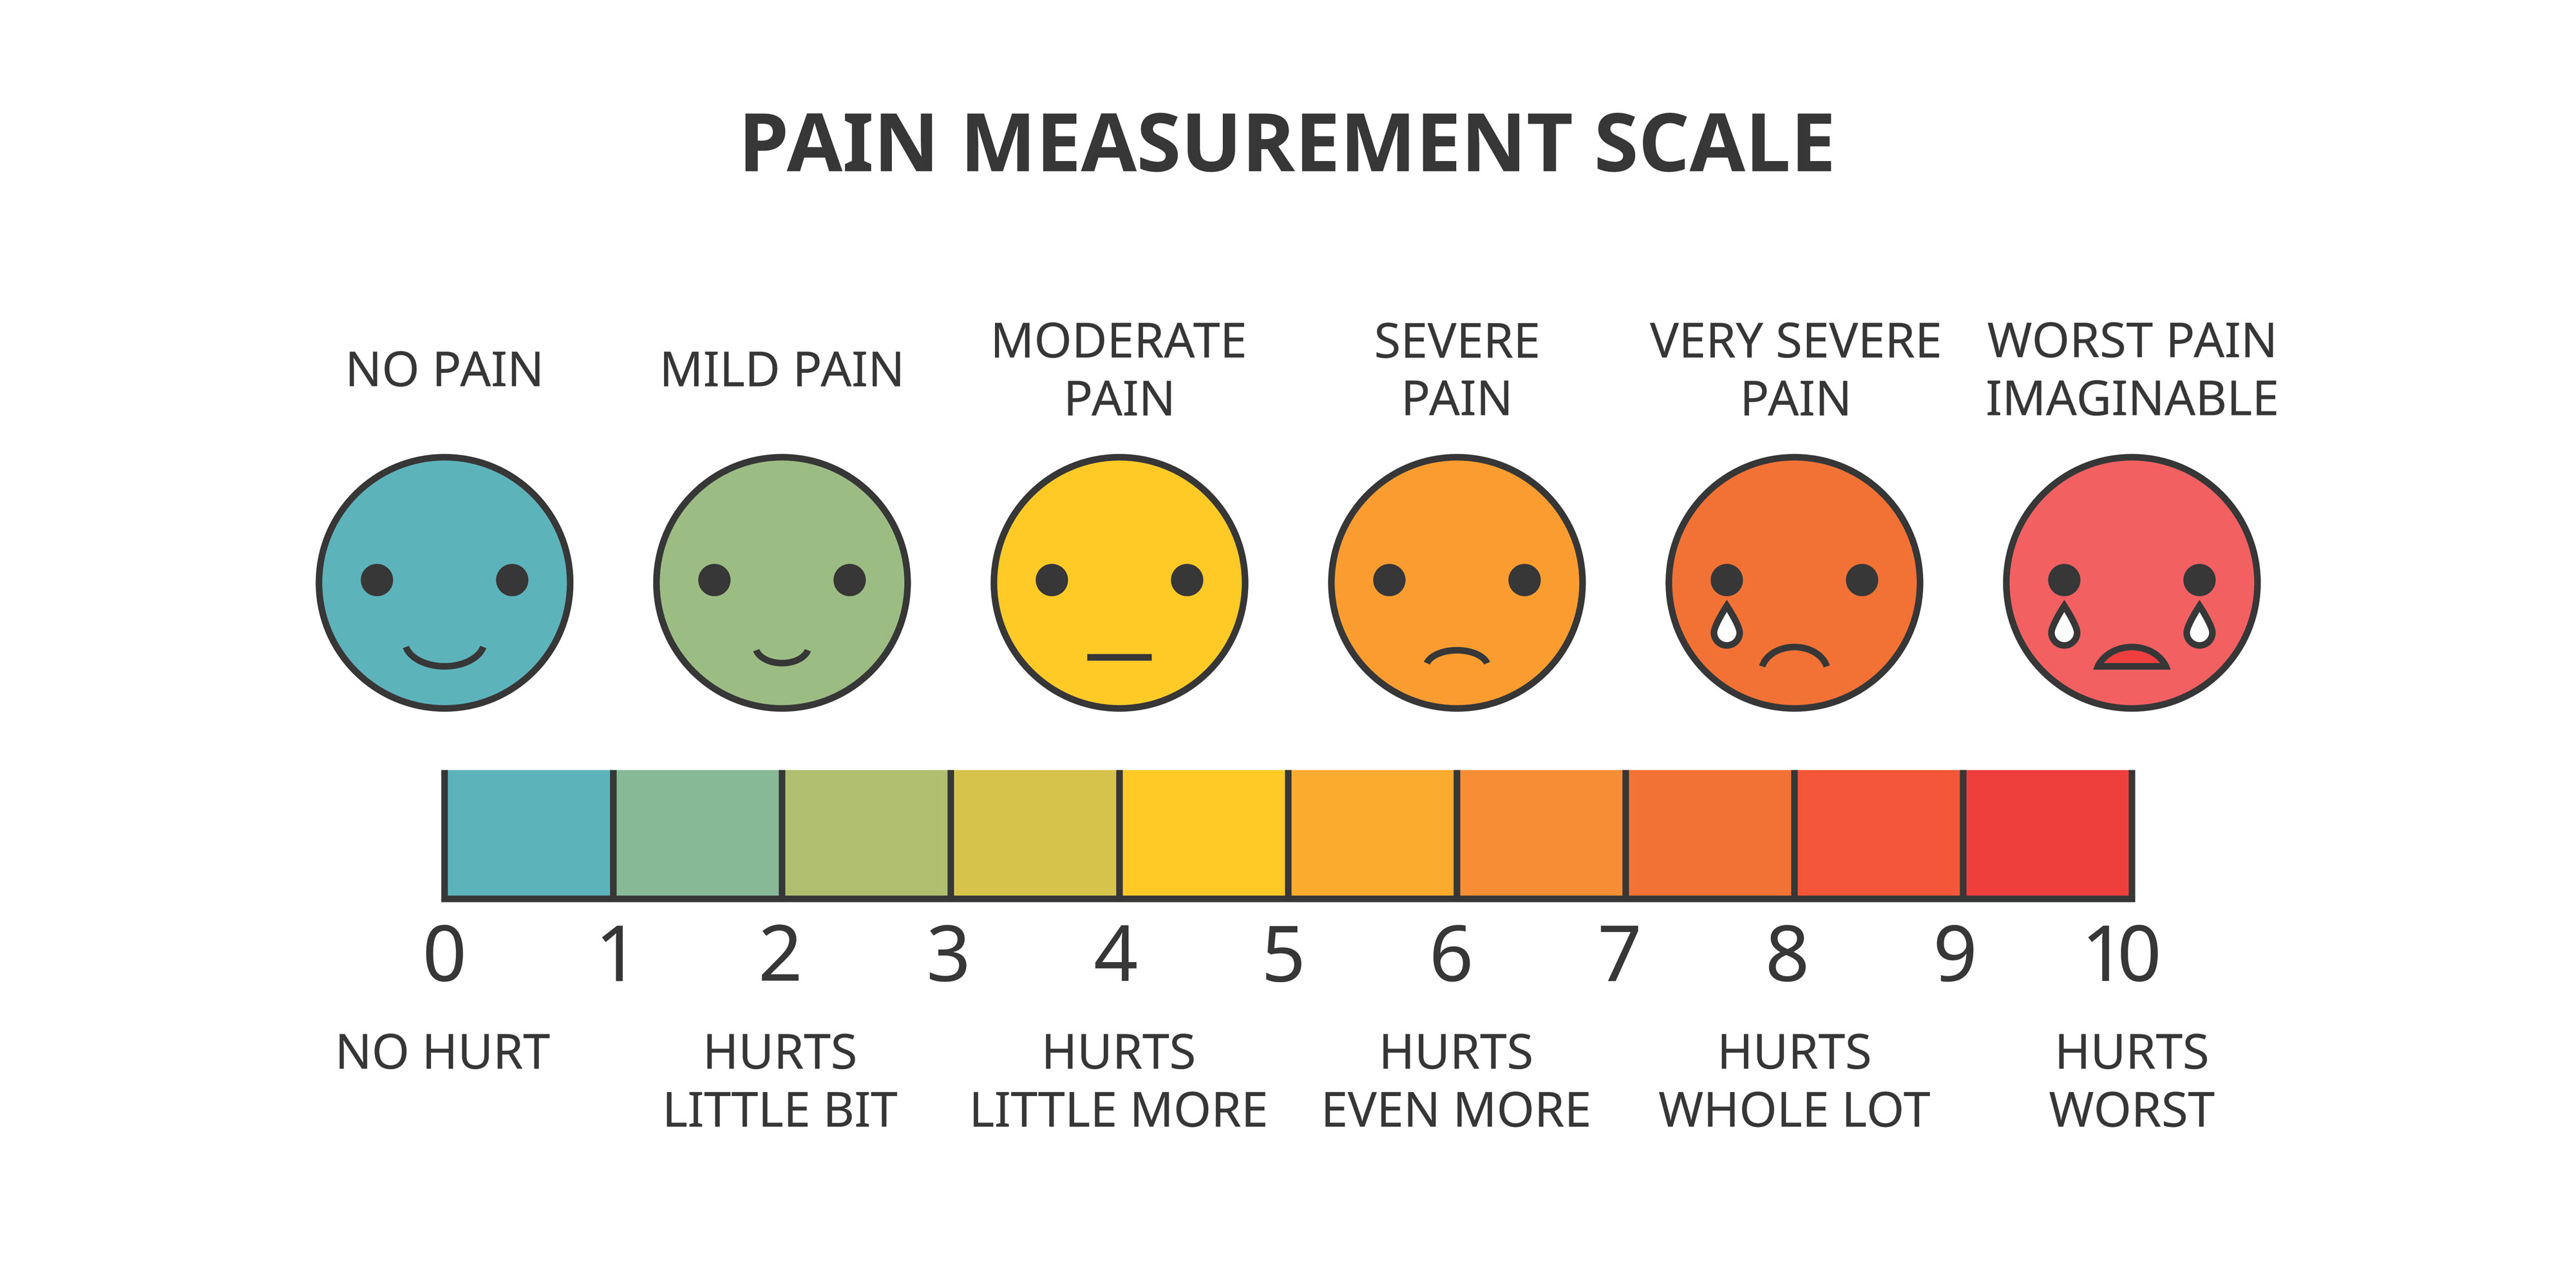 PAIN MEASUREMENT SCALE
NO PAIN
MILD PAIN
MODERATE
PAIN
SEVERE
PAIN
VERY SEVERE
PAIN
WORST PAIN
IMAGINABLE
0 1 2 3 4 5 6 7 8 9 10
NO HURT
HURTS
LITTLE BIT
HURTS
LITTLE MORE
HURTS
EVEN MORE
HURTS
WHOLE LOT
HURTS
WORST